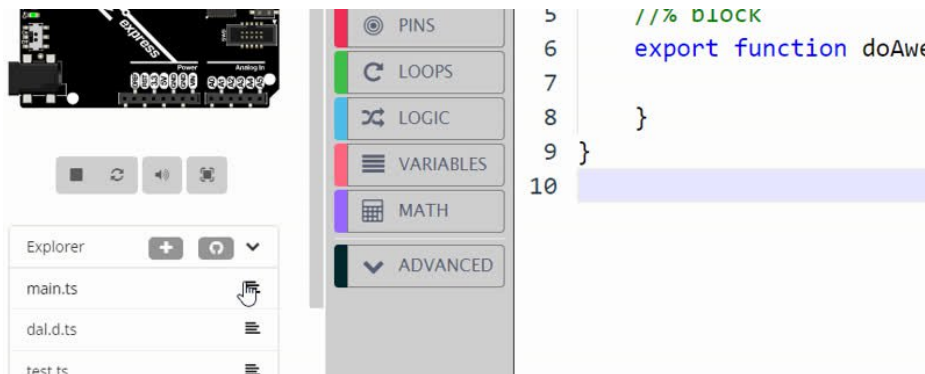 express
Power
Analog In
PINS
LOOPS
LOGIC
VARIABLES
MATH
ADVANCED
Explorer
main.ts
dal.d.ts
test.ts
5 //% block
6 export function doAwe
7
8 }
9 }
10